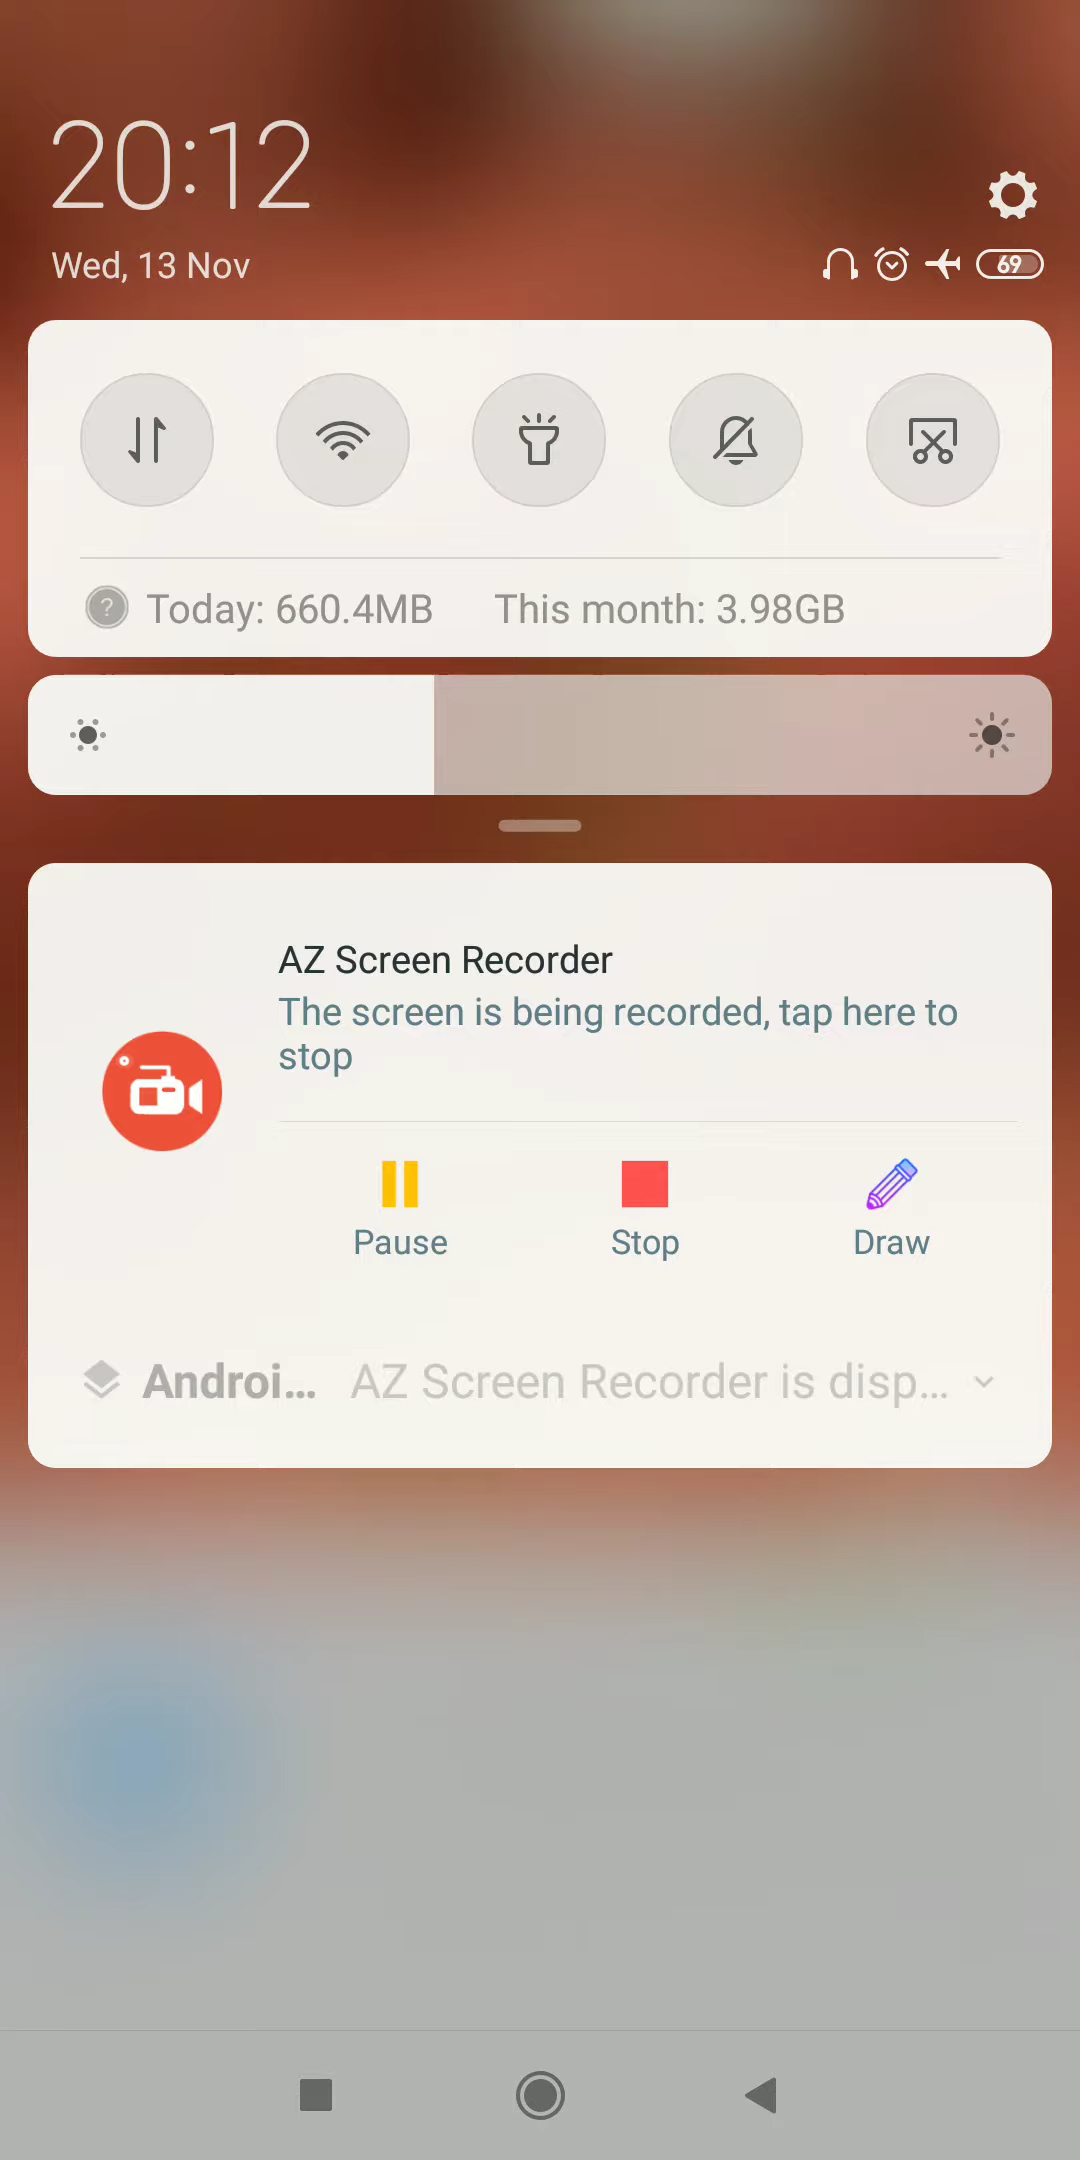 20:12
Wed, 13 Nov
69
? Today: 660.4MB This month: 3.98GB
AZ Screen Recorder
The screen is being recorded, tap here to
stop
Pause Stop Draw
Androi... AZ Screen Recorder is disp...